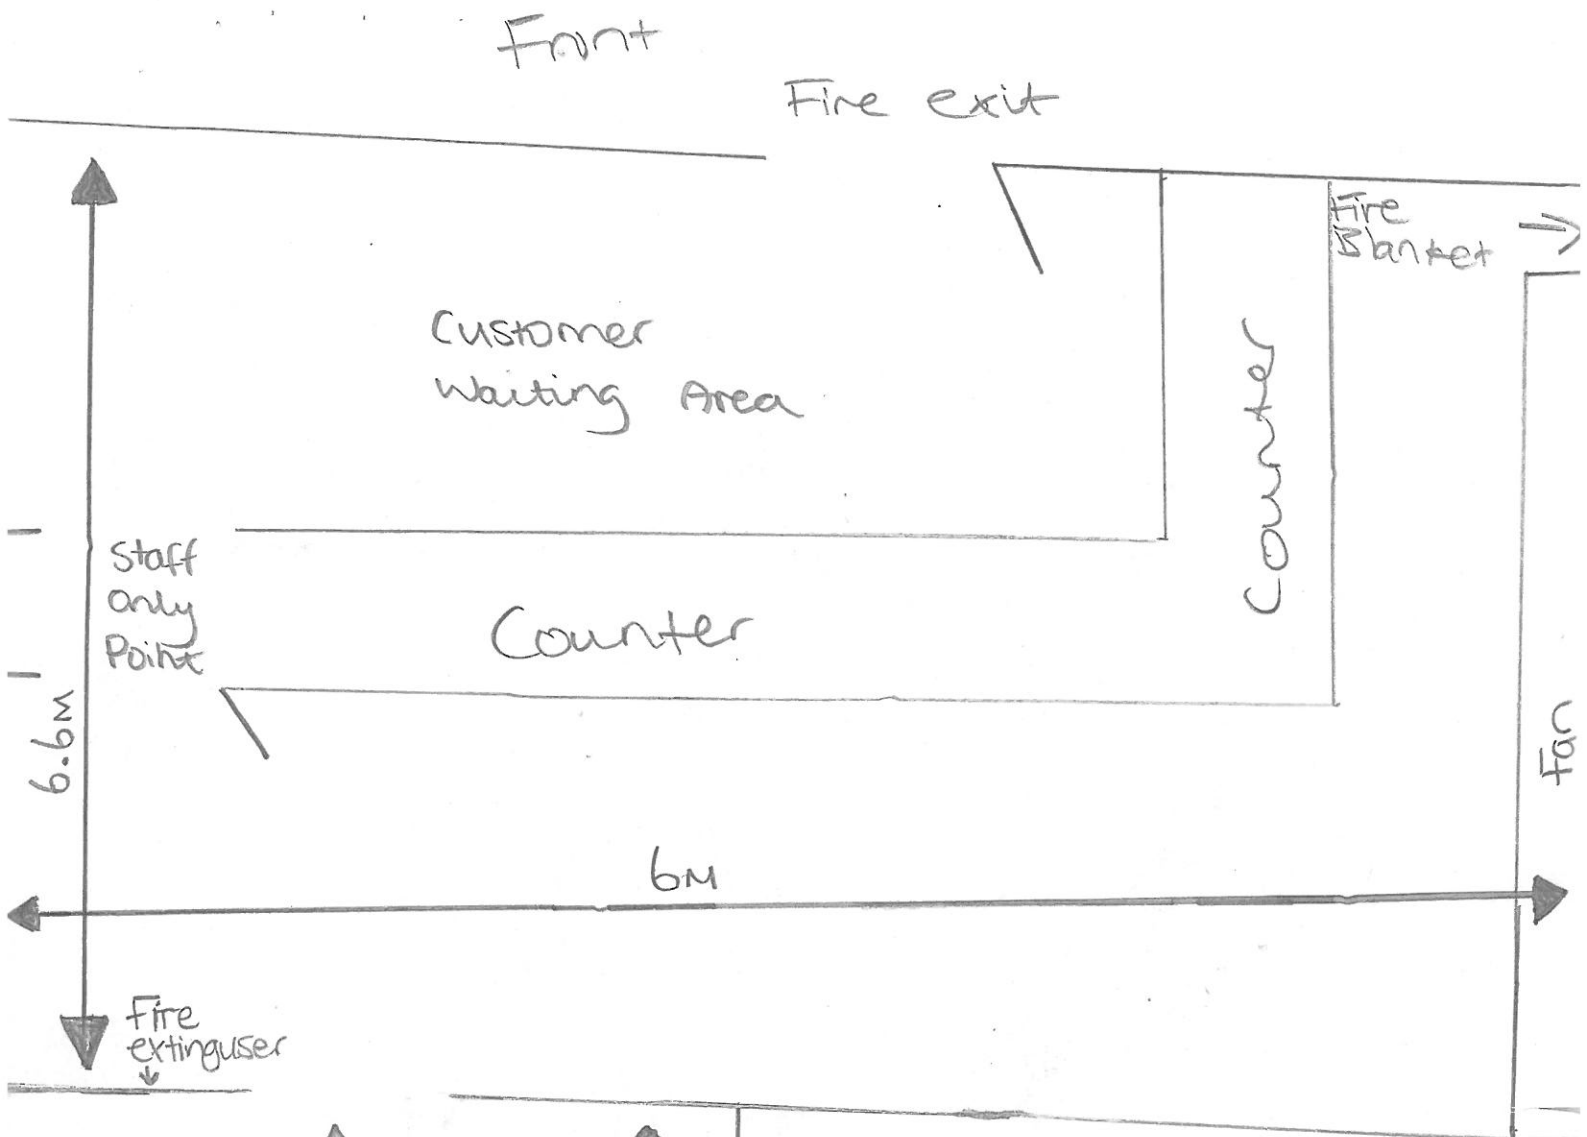 Front
Fire exit
Fire
Blanket
Customer
Waiting Area
Counter
Staff
only
Point
Counter
6.6M
Fan
6M
Fire
extinguser